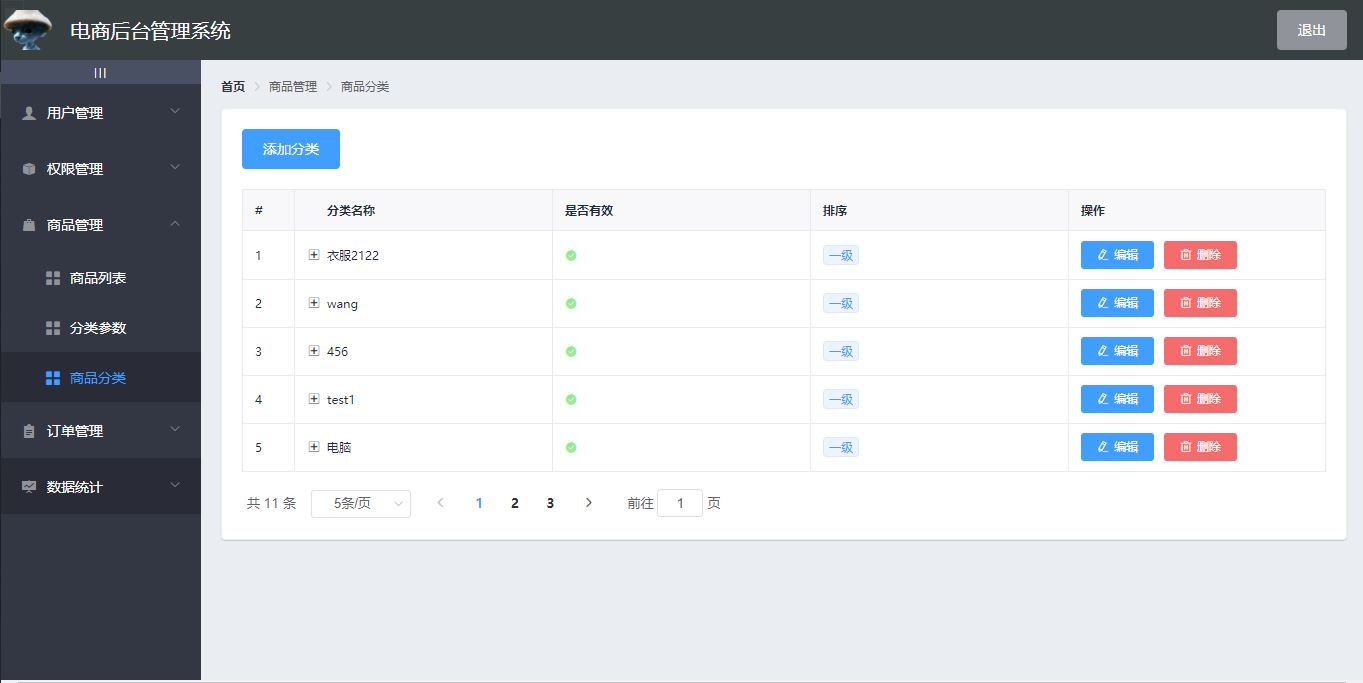 电商后台管理系统
退出
|||
用户管理
权限管理
商品管理
商品列表
分类参数
商品分类
订单管理
数据统计
首页 > 商品管理 > 商品分类
添加分类
# 分类名称 是否有效 排序 操作
1 衣服2122 一级 编辑 删除
2 wang 一级 编辑 删除
3 456 一级 编辑 删除
4 test1 一级 编辑 删除
5 电脑 一级 编辑 删除
共 11 条 5条/页 < 1 2 3 > 前往 1 页